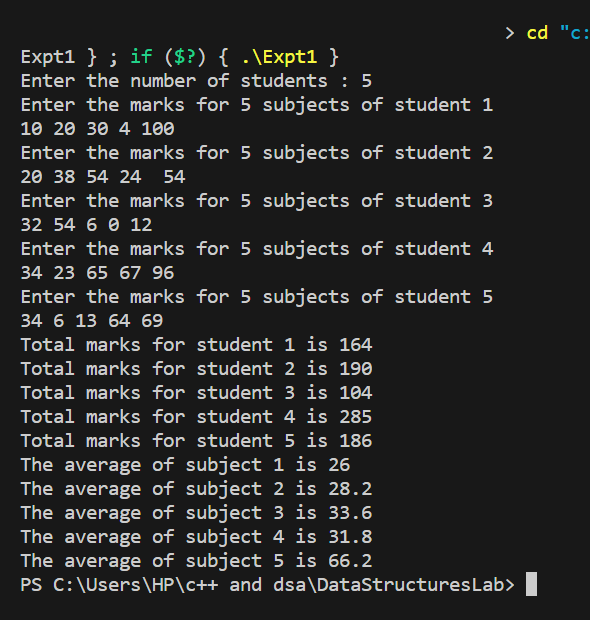 > cd "c:
Expt1 } ; if ($?) { .\Expt1 }
Enter the number of students : 5
Enter the marks for 5 subjects of student 1
10 20 30 4 100
Enter the marks for 5 subjects of student 2
20 38 54 24  54
Enter the marks for 5 subjects of student 3
32 54 6 0 12
Enter the marks for 5 subjects of student 4
34 23 65 67 96
Enter the marks for 5 subjects of student 5
34 6 13 64 69
Total marks for student 1 is 164
Total marks for student 2 is 190
Total marks for student 3 is 104
Total marks for student 4 is 285
Total marks for student 5 is 186
The average of subject 1 is 26
The average of subject 2 is 28.2
The average of subject 3 is 33.6
The average of subject 4 is 31.8
The average of subject 5 is 66.2
PS C:\Users\HP\c++ and dsa\DataStructuresLab>